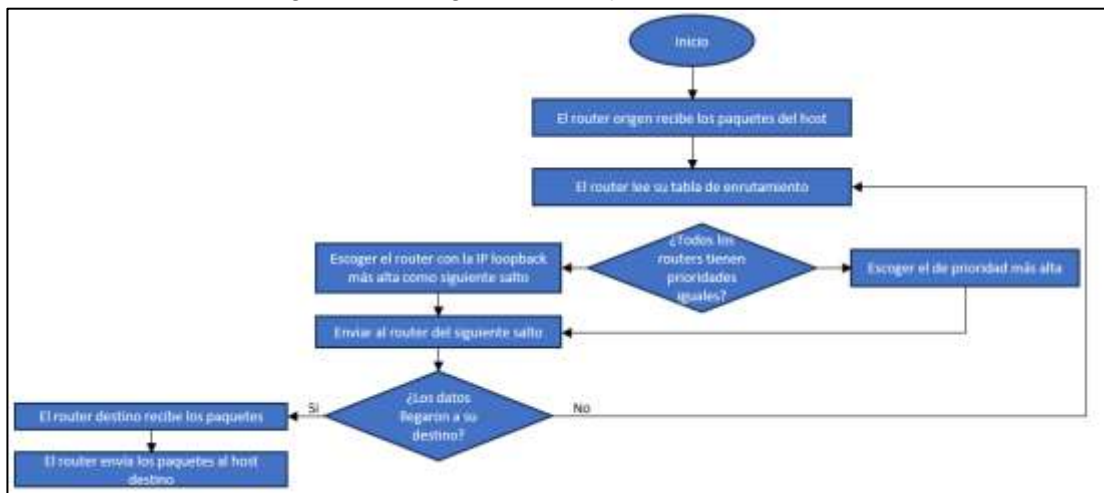 Inicio
El router origen recibe los paquetes del host
El router lee su tabla de enrutamiento
¿Todos los
routers tienen
prioridades
iguales?
Escoger el router con la IP loopback
más alta como siguiente salto
Escoger el de prioridad más alta
Enviar al router del siguiente salto
¿Los datos
llegaron a su
destino?
Si
No
El router destino recibe los paquetes
El router envía los paquetes al host
destino